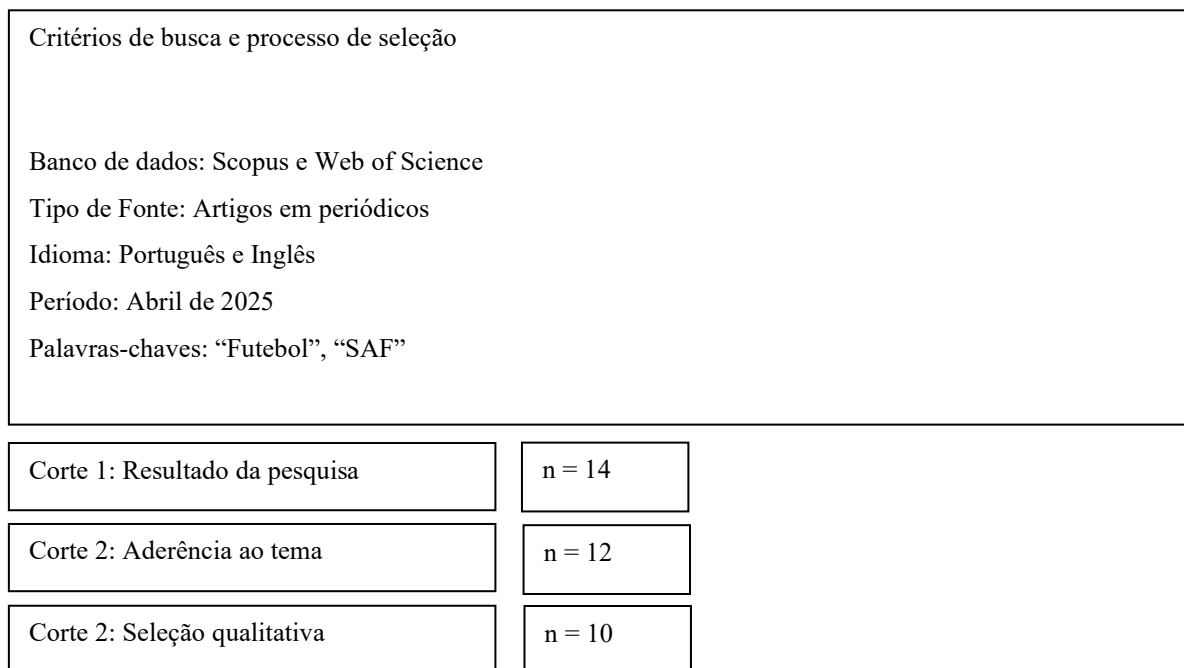 Critérios de busca e processo de seleção
Banco de dados: Scopus e Web of Science
Tipo de Fonte: Artigos em periódicos
Idioma: Português e Inglês
Período: Abril de 2025
Palavras-chaves: “Futebol”, “SAF”
Corte 1: Resultado da pesquisa
n = 14
Corte 2: Aderência ao tema
n = 12
Corte 2: Seleção qualitativa
n = 10